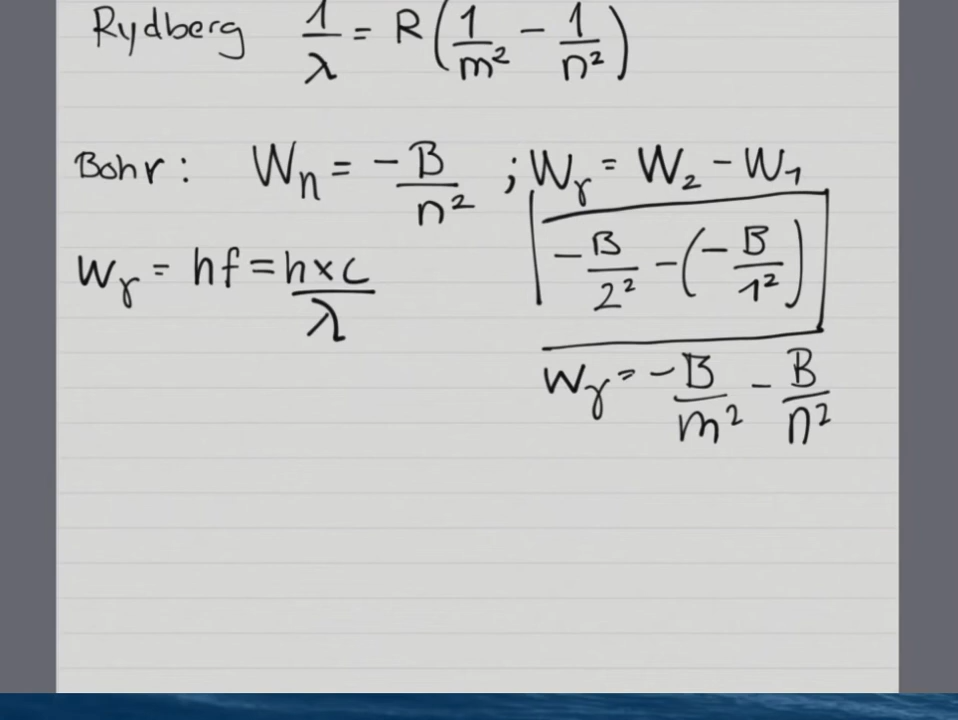 Rydberg 1/λ = R(1/m² - 1/n²)
Bohr: Wn = -B/n² ; Wγ = W₂ - W₁
-B/2² - (-B/1²)
Wγ = hf = h×c/λ
Wγ = -B/m² - B/n²